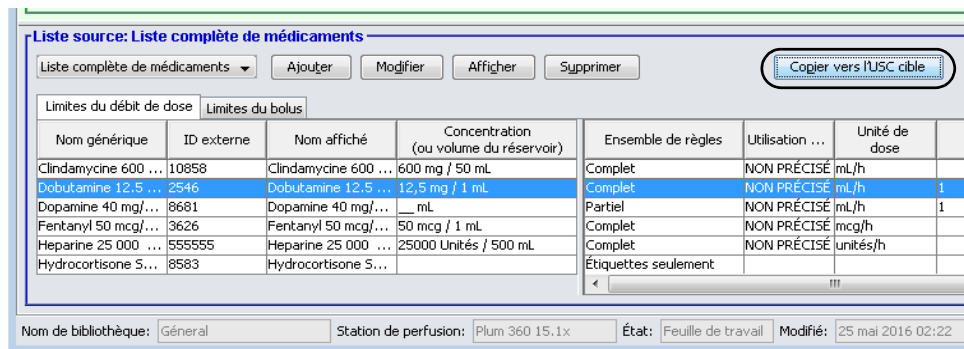 Liste source: Liste complète de médicaments
Liste complète de médicaments Ajouter Modifier Afficher Supprimer Copier vers l'USC cible
Limites du débit de dose Limites du bolus
Nom générique ID externe Nom affiché Concentration (ou volume du réservoir) Ensemble de règles Utilisation ... Unité de dose
Clindamycine 600 ... 10858 Clindamycine 600 ... 600 mg / 50 mL Complet NON PRÉCISÉ mL/h
Dobutamine 12.5 ... 2546 Dobutamine 12.5 ... 12,5 mg / 1 mL Complet NON PRÉCISÉ mL/h 1
Dopamine 40 mg/... 8681 Dopamine 40 mg/... __ mL Partiel NON PRÉCISÉ mL/h 1
Fentanyl 50 mcg/... 3626 Fentanyl 50 mcg/... 50 mcg / 1 mL Complet NON PRÉCISÉ mcg/h
Heparine 25 000 ... 555555 Heparine 25 000 ... 25000 Unités / 500 mL Complet NON PRÉCISÉ unités/h
Hydrocortisone S... 8583 Hydrocortisone S... Étiquettes seulement
Nom de bibliothèque: Géneral Station de perfusion: Plum 360 15.1x État: Feuille de travail Modifié: 25 mai 2016 02:22